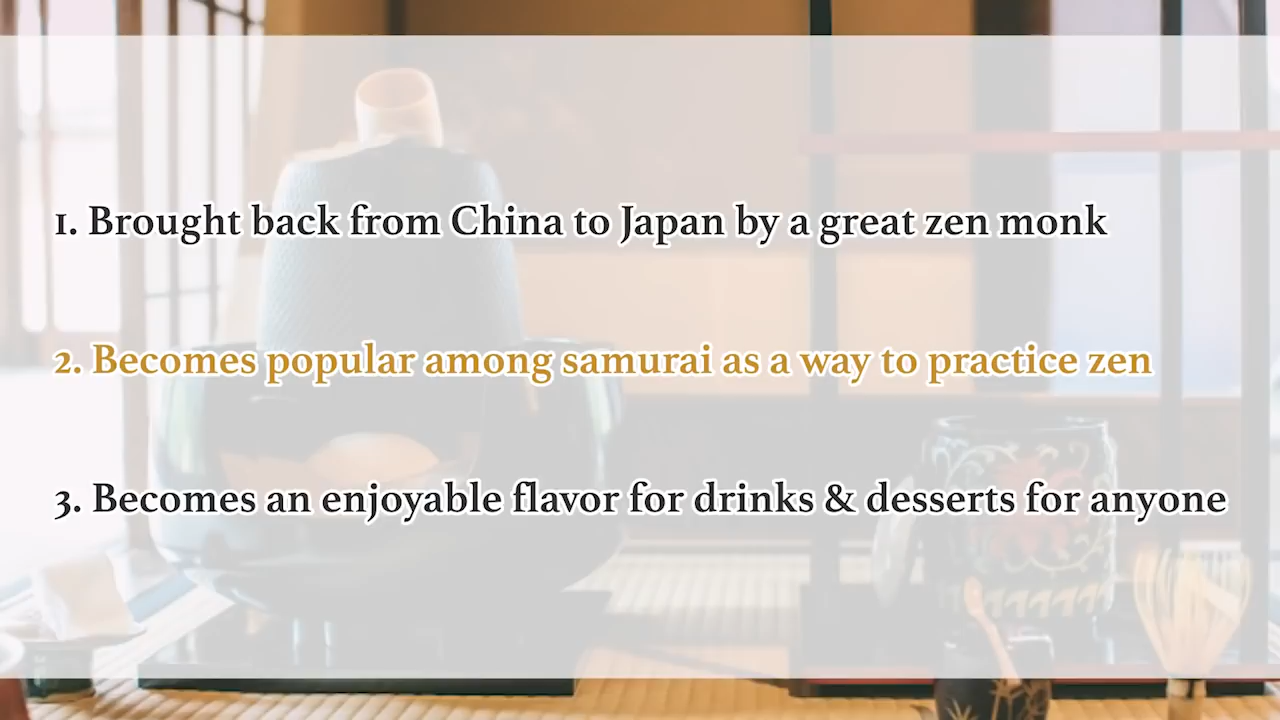 1. Brought back from China to Japan by a great zen monk
2. Becomes popular among samurai as a way to practice zen
3. Becomes an enjoyable flavor for drinks & desserts for anyone